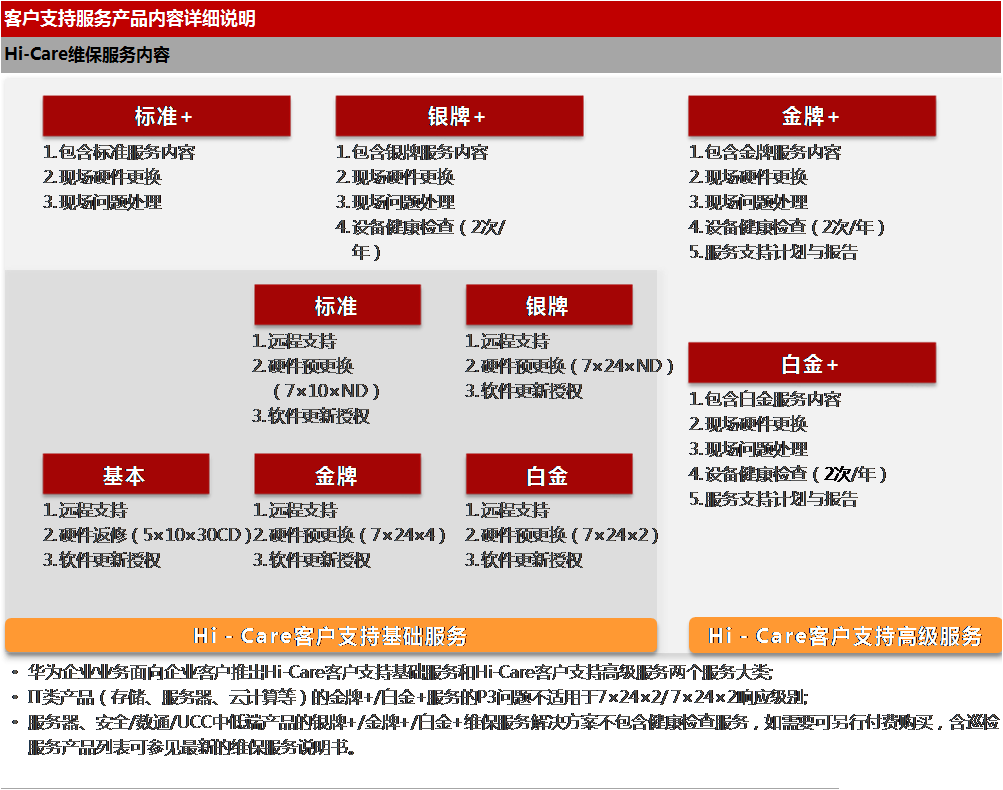 客户支持服务产品内容详细说明
Hi-Care维保服务内容
标准+
1.包含标准服务内容
2.现场硬件更换
3.现场问题处理
银牌+
1.包含银牌服务内容
2.现场硬件更换
3.现场问题处理
4.设备健康检查（2次/
年）
金牌+
1.包含金牌服务内容
2.现场硬件更换
3.现场问题处理
4.设备健康检查（2次/年）
5.服务支持计划与报告
标准
1.远程支持
2.硬件预更换
（7×10×ND）
3.软件更新授权
银牌
1.远程支持
2.硬件预更换（7×24×ND）
3.软件更新授权
白金+
1.包含白金服务内容
2.现场硬件更换
3.现场问题处理
4.设备健康检查（2次/年）
5.服务支持计划与报告
基本
1.远程支持
2.硬件返修（5×10×30CD）
3.软件更新授权
金牌
1.远程支持
2.硬件预更换（7×24×4）
3.软件更新授权
白金
1.远程支持
2.硬件预更换（7×24×2）
3.软件更新授权
Hi-Care客户支持基础服务
Hi-Care客户支持高级服务
• 华为企业业务面向企业客户推出Hi-Care客户支持基础服务和Hi-Care客户支持高级服务两个服务大类;
• IT类产品（存储、服务器、云计算等）的金牌+/白金+服务的P3问题不适用于7×24×2/7×24×2响应级别;
• 服务器、安全/数通/UCC中低端产品的银牌+/金牌+/白金+维保服务解决方案不包含健康检查服务，如需要可另行付费购买，含巡检
服务产品列表可参见最新的维保服务说明书。